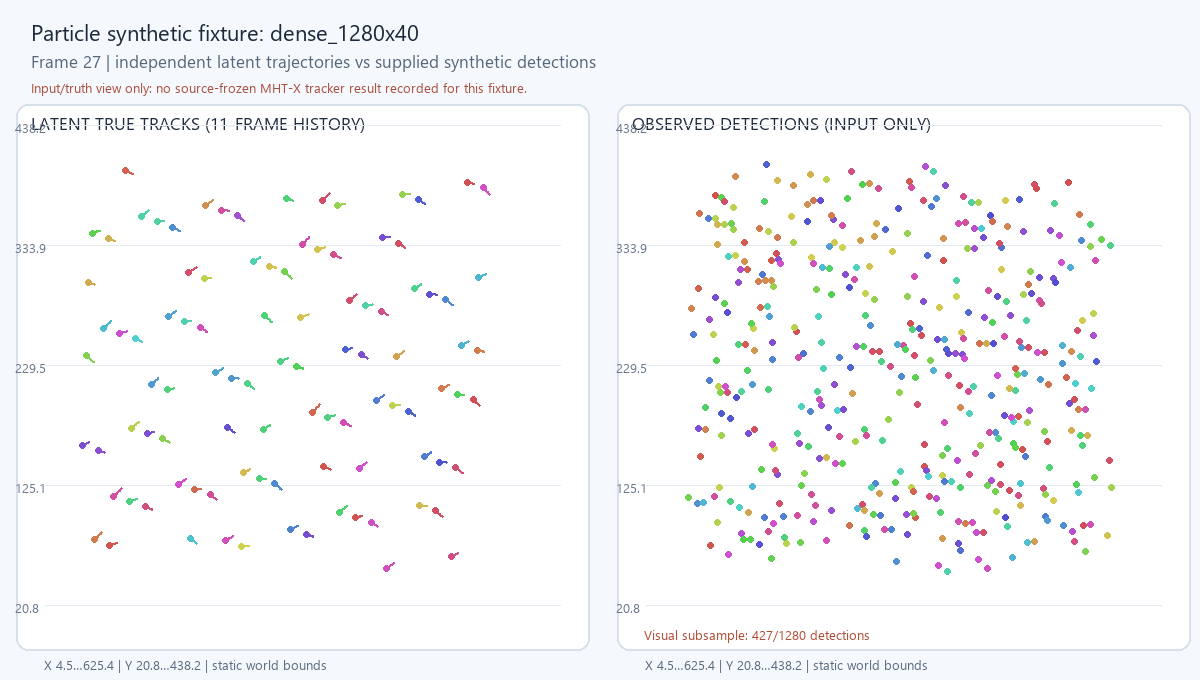 Particle synthetic fixture: dense_1280x40
Frame 27 | independent latent trajectories vs supplied synthetic detections
Input/truth view only: no source-frozen MHT-X tracker result recorded for this fixture.
LATENT TRUE TRACKS (11-FRAME HISTORY)
438.2
333.9
229.5
125.1
20.8
X 4.5...625.4 | Y 20.8...438.2 | static world bounds
OBSERVED DETECTIONS (INPUT ONLY)
438.2
333.9
229.5
125.1
20.8
Visual subsample: 427/1280 detections
X 4.5...625.4 | Y 20.8...438.2 | static world bounds